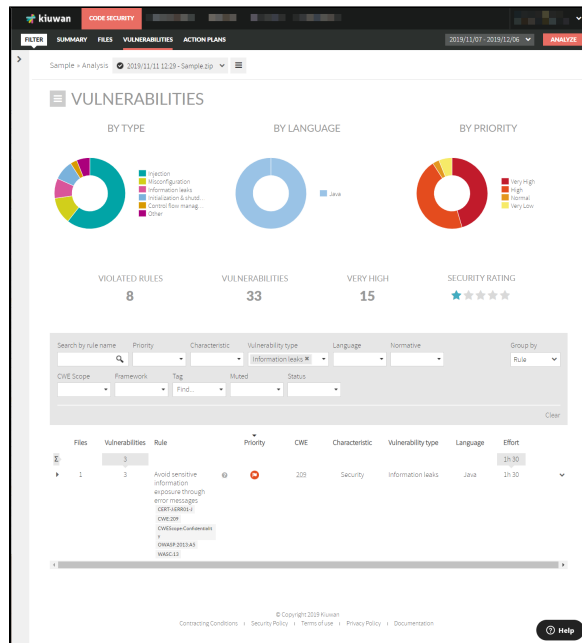 kiuwan CODE SECURITY
FILTER SUMMARY FILES VULNERABILITIES ACTION PLANS 2019/11/07 - 2019/12/06 ANALYZE
Sample » Analysis 2019/11/11 12:29 - Sample.zip
VULNERABILITIES
BY TYPE BY LANGUAGE BY PRIORITY
Injection
Misconfiguration
Information leaks
Initialization & shutd...
Control flow manag...
Other
Java
Very High
High
Normal
Very Low
VIOLATED RULES VULNERABILITIES VERY HIGH SECURITY RATING
8 33 15
Search by rule name Priority Characteristic Vulnerability type Language Normative Group by
Information leaks × Rule
CWE Scope Framework Tag Muted Status
Find...
Clear
Files Vulnerabilities Rule Priority CWE Characteristic Vulnerability type Language Effort
Σ 3 1h 30
1 3 Avoid sensitive 209 Security Information leaks Java 1h 30
information
exposure through
error messages
CERT-J:ERR01-J
CWE:209
CWEScope:Confidentialit
y
OWASP:2013:A5
WASC:13
© Copyright 2019 Kiuwan
Contracting Conditions | Security Policy | Terms of use | Privacy Policy | Documentation
Help